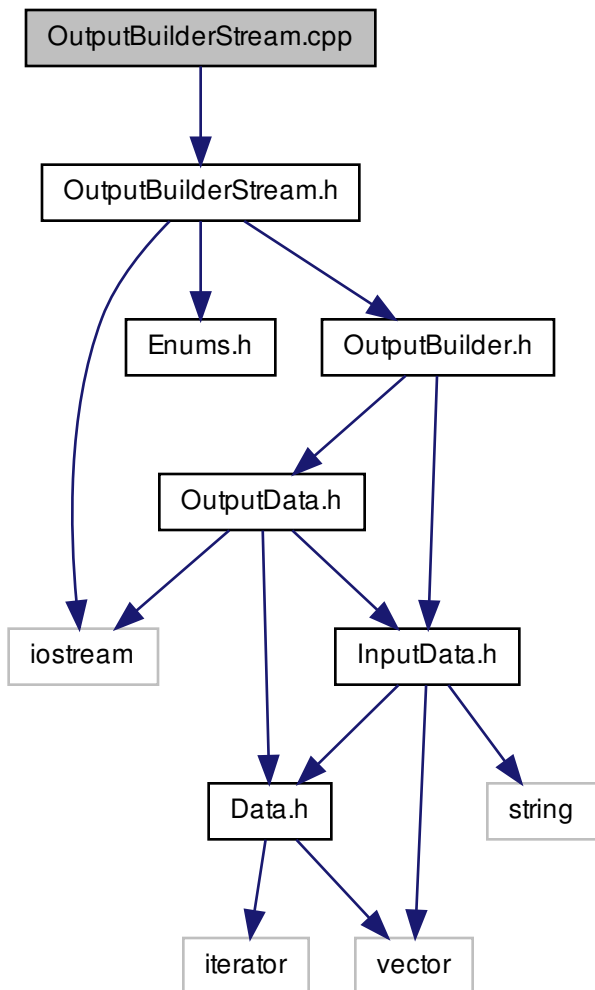 OutputBuilderStream.cpp
OutputBuilderStream.h
Enums.h
OutputBuilder.h
OutputData.h
iostream
InputData.h
Data.h
string
iterator
vector